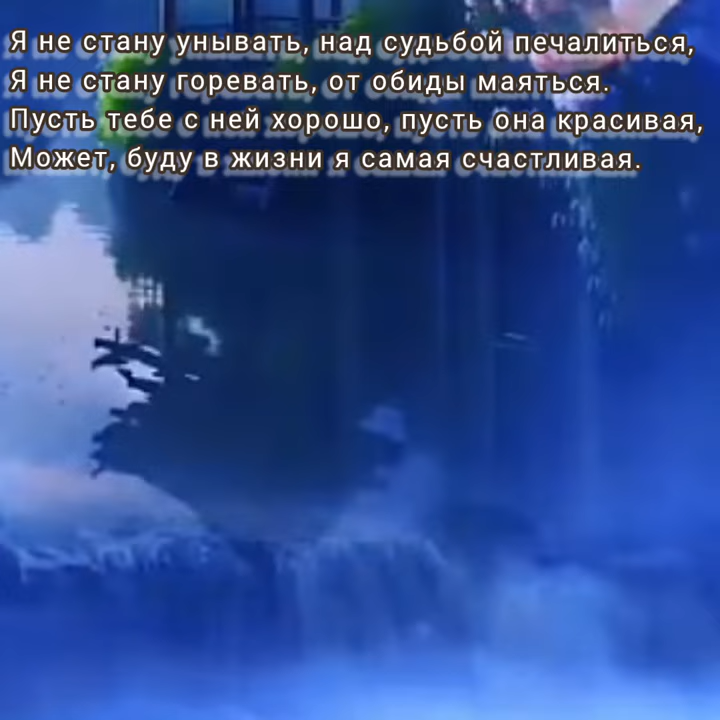 Я не стану унывать, над судьбой печалиться,
Я не стану горевать, от обиды маяться.
Пусть тебе с ней хорошо, пусть она красивая,
Может, буду в жизни я самая счастливая.